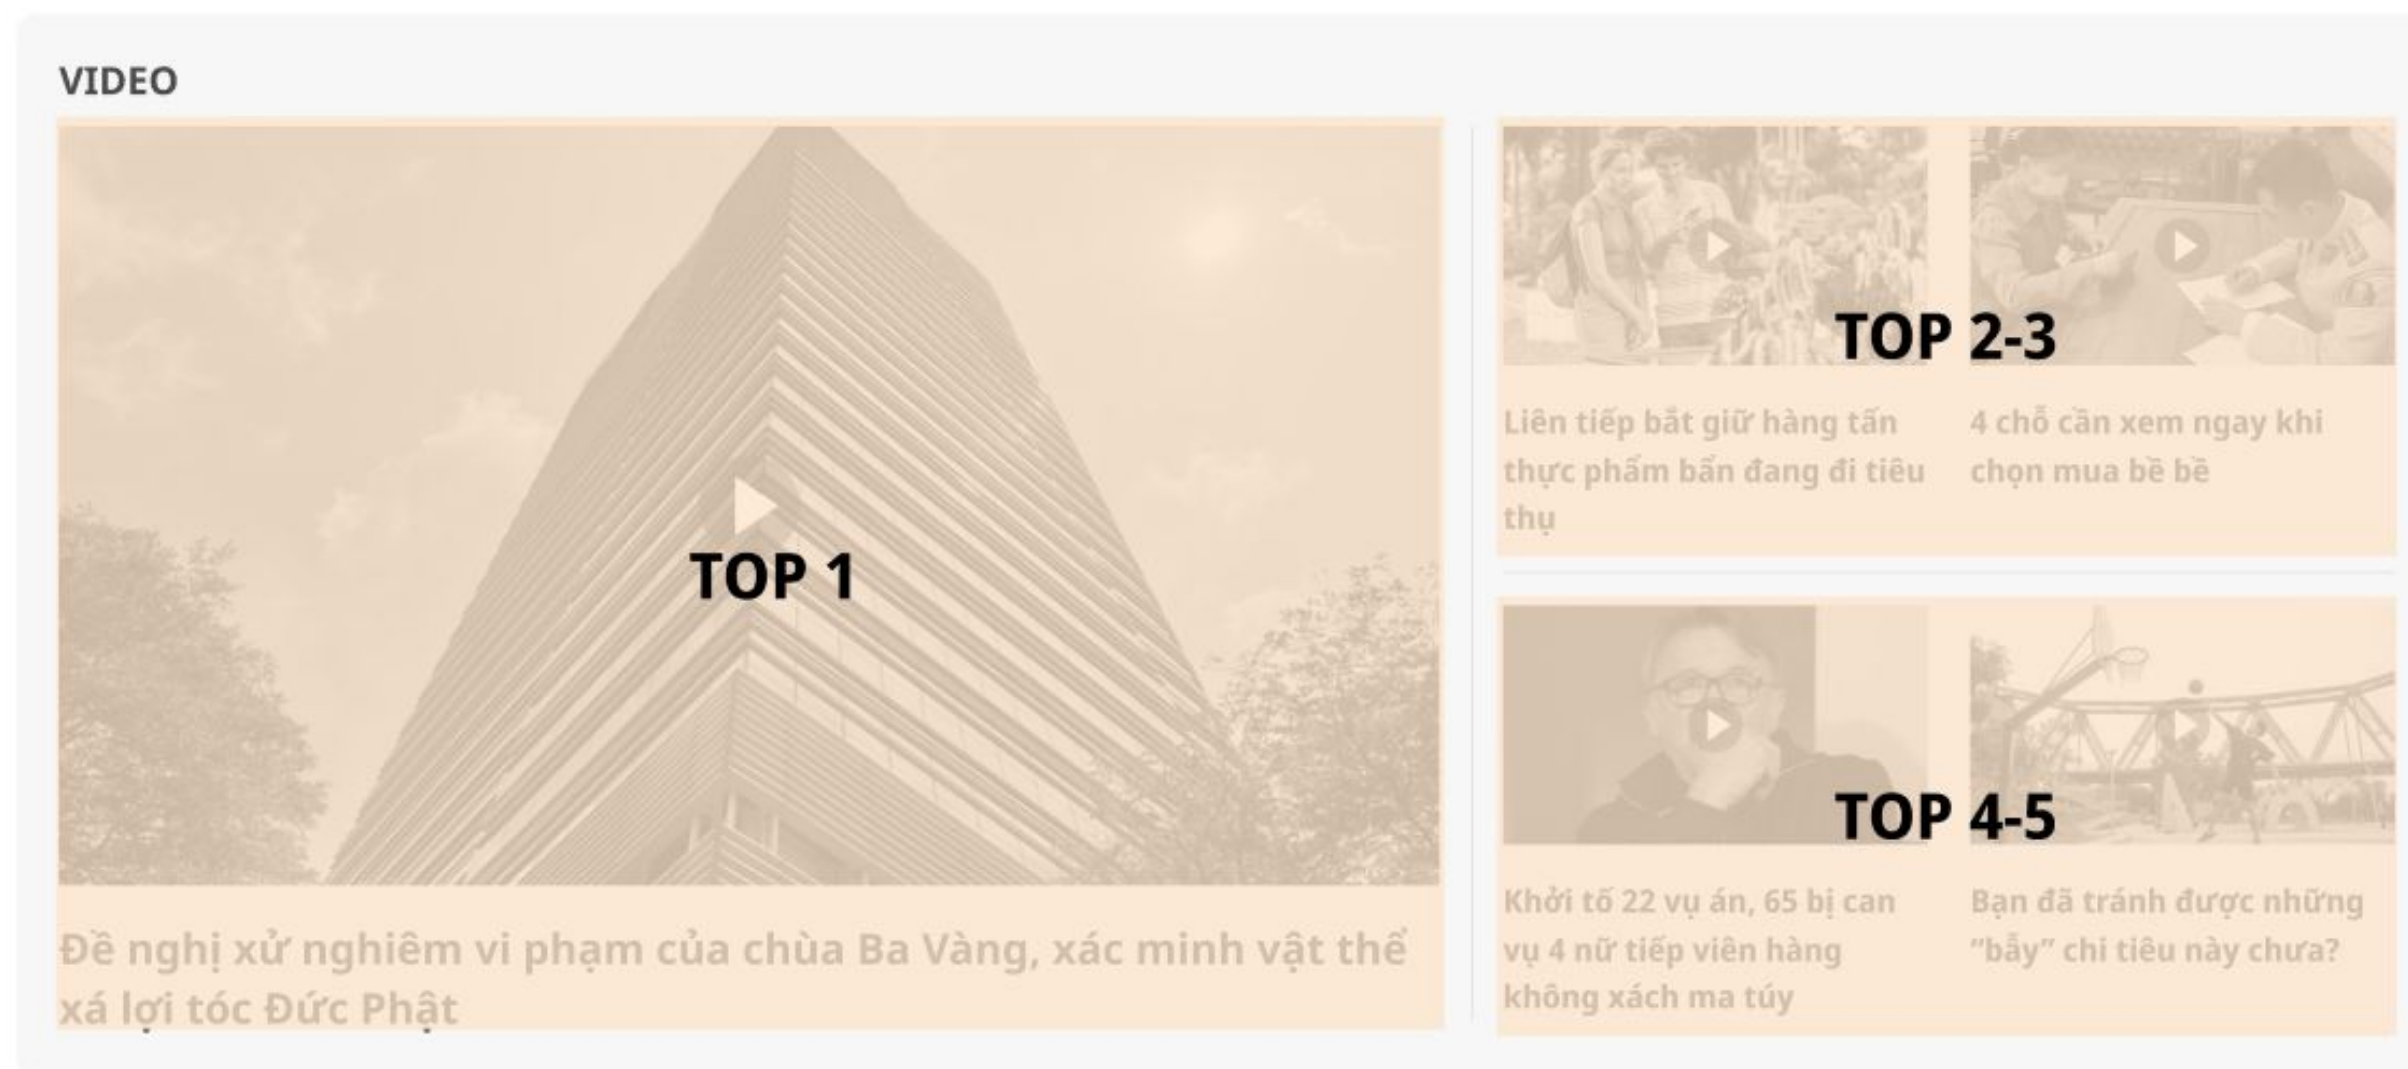 VIDEO
TOP 1
Đề nghị xử nghiêm vi phạm của chùa Ba Vàng, xác minh vật thể
xá lợi tóc Đức Phật
TOP 2-3
Liên tiếp bắt giữ hàng tấn
thực phẩm bẩn đang đi tiêu
thụ
4 chỗ cần xem ngay khi
chọn mua bề bề
TOP 4-5
Khởi tố 22 vụ án, 65 bị can
vụ 4 nữ tiếp viên hàng
không xách ma túy
Bạn đã tránh được những
“bẫy” chi tiêu này chưa?